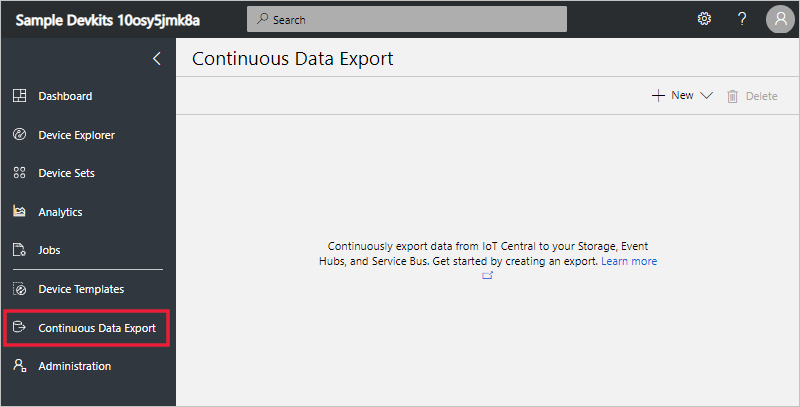 Sample Devkits 10osy5jmk8a
Search
?
Continuous Data Export
New
Delete
Dashboard
Device Explorer
Device Sets
Analytics
Jobs
Device Templates
Continuous Data Export
Administration
Continuously export data from IoT Central to your Storage, Event
Hubs, and Service Bus. Get started by creating an export. Learn more